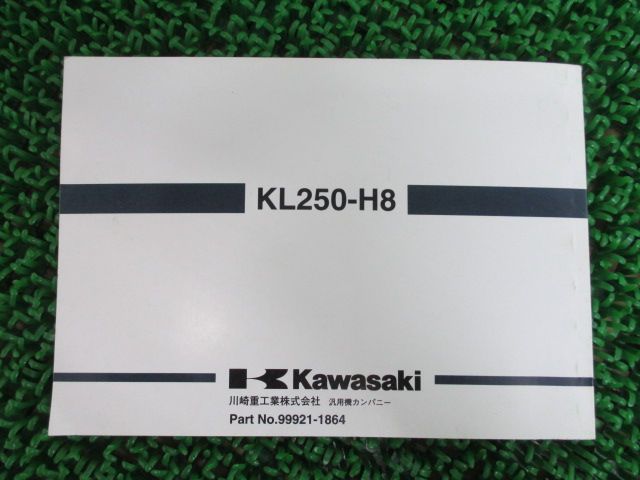 KL250-H8
Kawasaki
川崎重工業株式会社 汎用機カンパニー
Part No.99921-1864